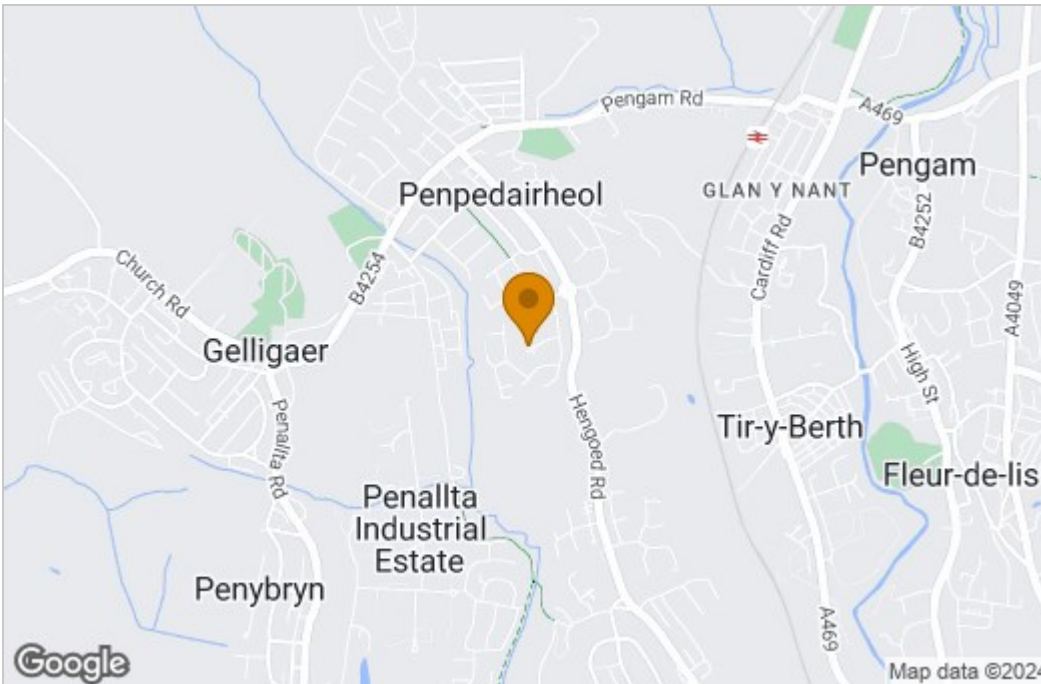 Pengam Rd
A469
Pengam
Penpedairheol
GLAN Y NANT
B4252
Church Rd
B4254
Cardiff Rd
A4049
Gelligaer
High St
Penallta Rd
Hengoed Rd
Tir-y-Berth
Fleur-de-lis
Penallta
Industrial
Estate
Penybryn
A469
Google
Map data ©2024